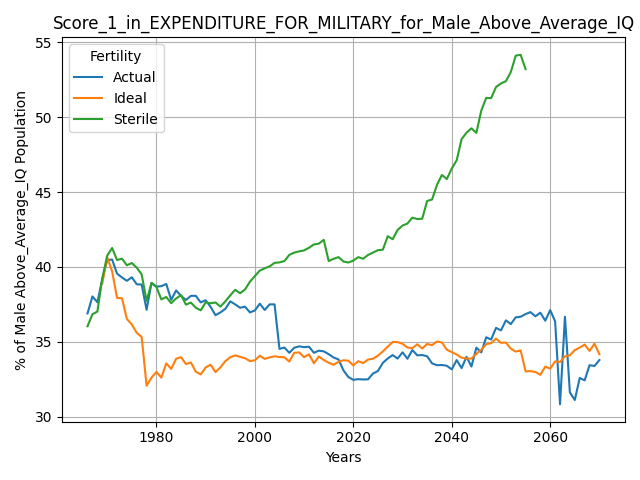 Score_1_in_EXPENDITURE_FOR_MILITARY_for_Male_Above_Average_IQ
Fertility
Actual
Ideal
Sterile
% of Male Above_Average_IQ Population
55
50
45
40
35
30
1980
2000
2020
2040
2060
Years